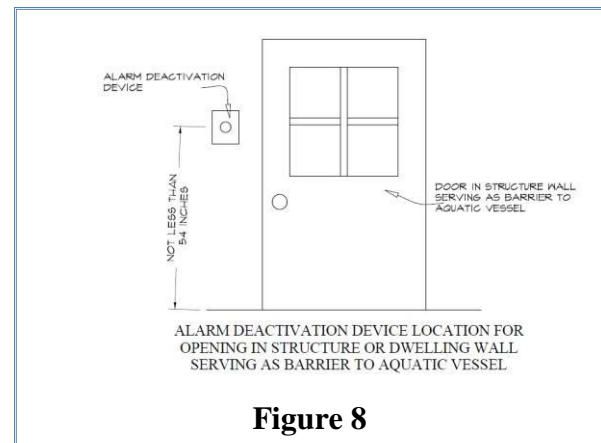 ALARM DEACTIVATION
DEVICE
NOT LESS THAN
54 INCHES
DOOR IN STRUCTURE WALL
SERVING AS BARRIER TO
AQUATIC VESSEL
ALARM DEACTIVATION DEVICE LOCATION FOR
OPENING IN STRUCTURE OR DWELLING WALL
SERVING AS BARRIER TO AQUATIC VESSEL
Figure 8